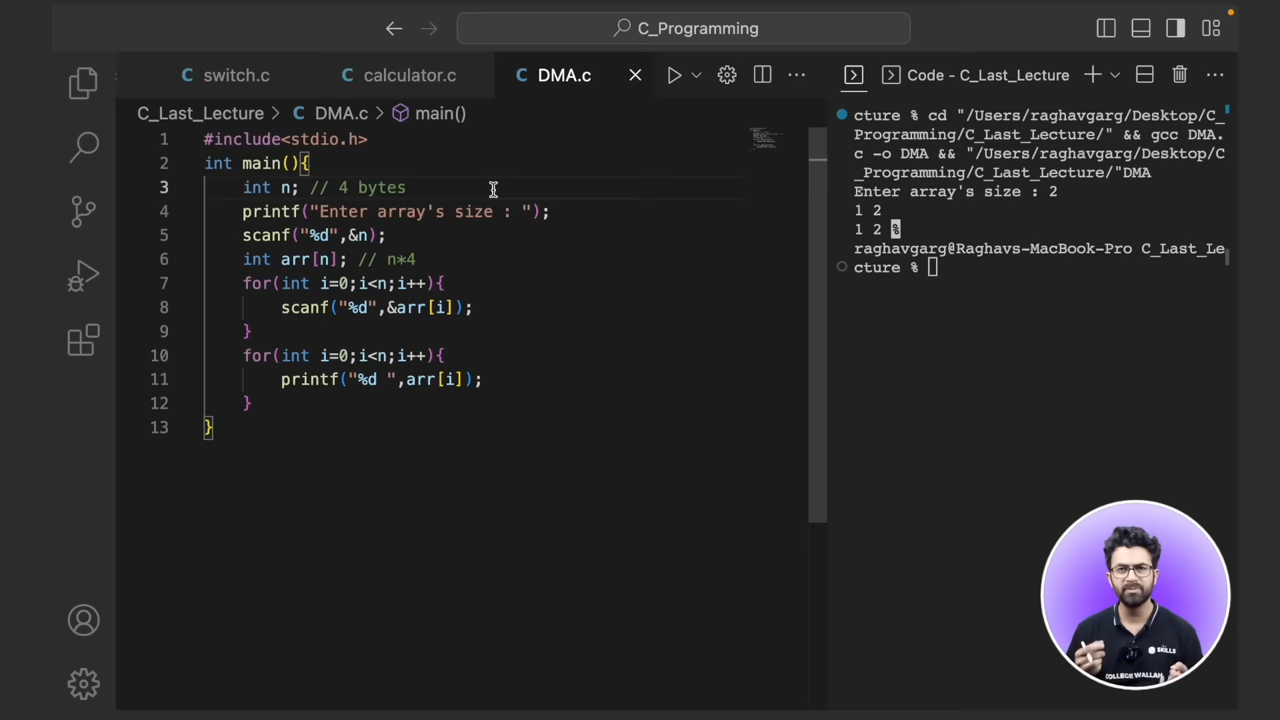 C_Programming
switch.c
calculator.c
DMA.c
Code - C_Last_Lecture
C_Last_Lecture > DMA.c > main()
1 #include<stdio.h>
2 int main(){
3 int n; // 4 bytes
4 printf("Enter array's size : ");
5 scanf("%d",&n);
6 int arr[n]; // n*4
7 for(int i=0;i<n;i++){
8 scanf("%d",&arr[i]);
9 }
10 for(int i=0;i<n;i++){
11 printf("%d ",arr[i]);
12 }
13 }
cture % cd "/Users/raghavgarg/Desktop/C_
Programming/C_Last_Lecture/" && gcc DMA.
c -o DMA && "/Users/raghavgarg/Desktop/C
_Programming/C_Last_Lecture/"DMA
Enter array's size : 2
1 2
1 2 %
raghavgarg@Raghavs-MacBook-Pro C_Last_Le
cture %
SKILLS
COLLEGE WALLAH